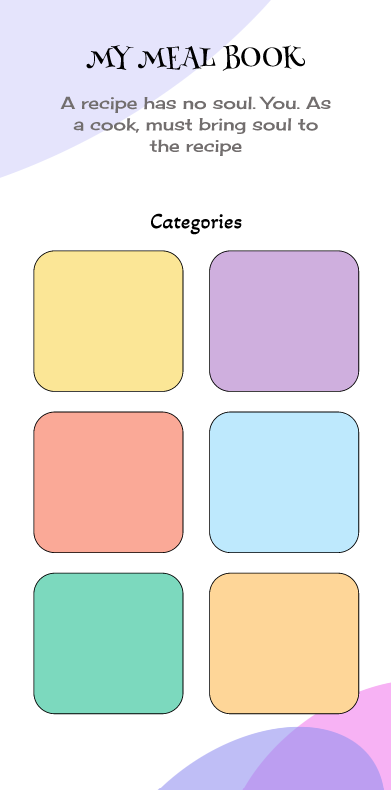 MY MEAL BOOK
A recipe has no soul. You. As
a cook, must bring soul to
the recipe
Categories